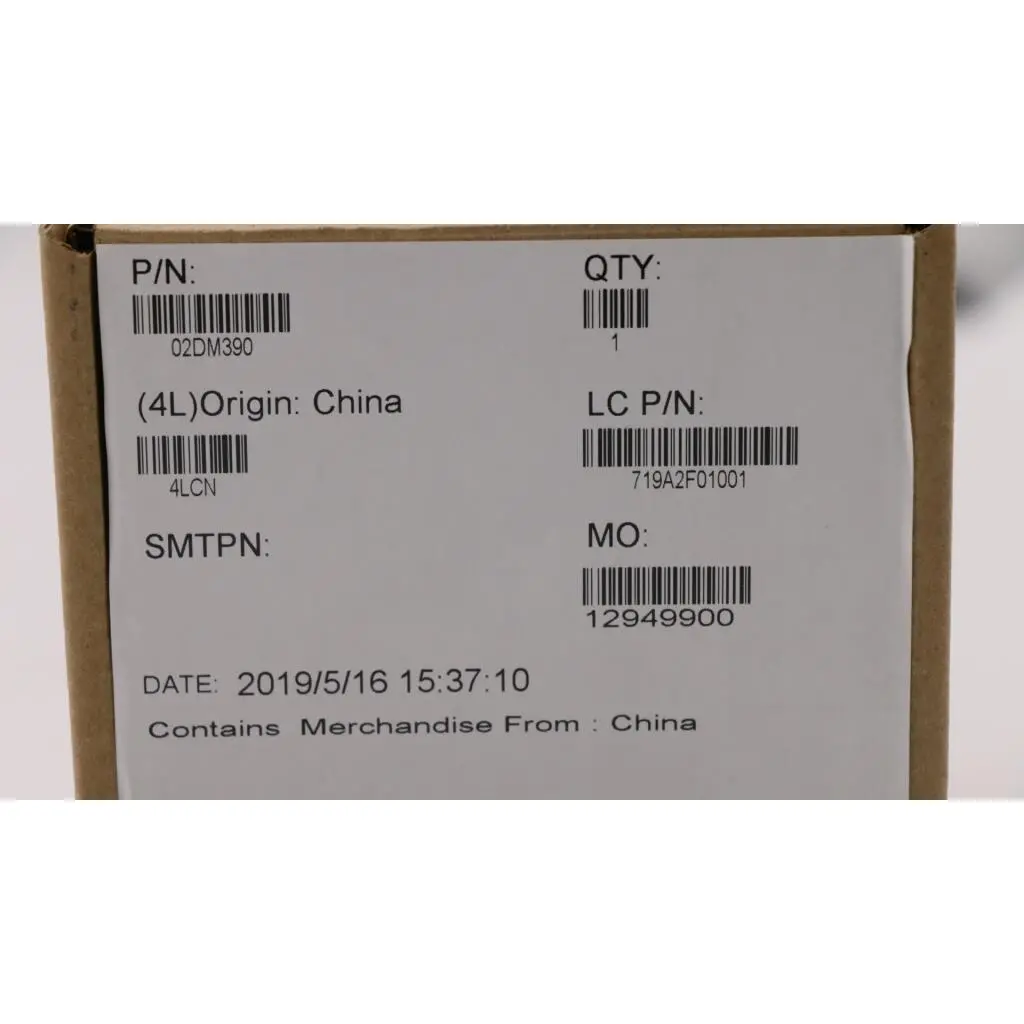 P/N:
QTY:
02DM390
1
(4L)Origin: China
LC P/N:
4LCN
719A2F01001
SMTPN:
MO:
12949900
DATE: 2019/5/16 15:37:10
Contains Merchandise From : China